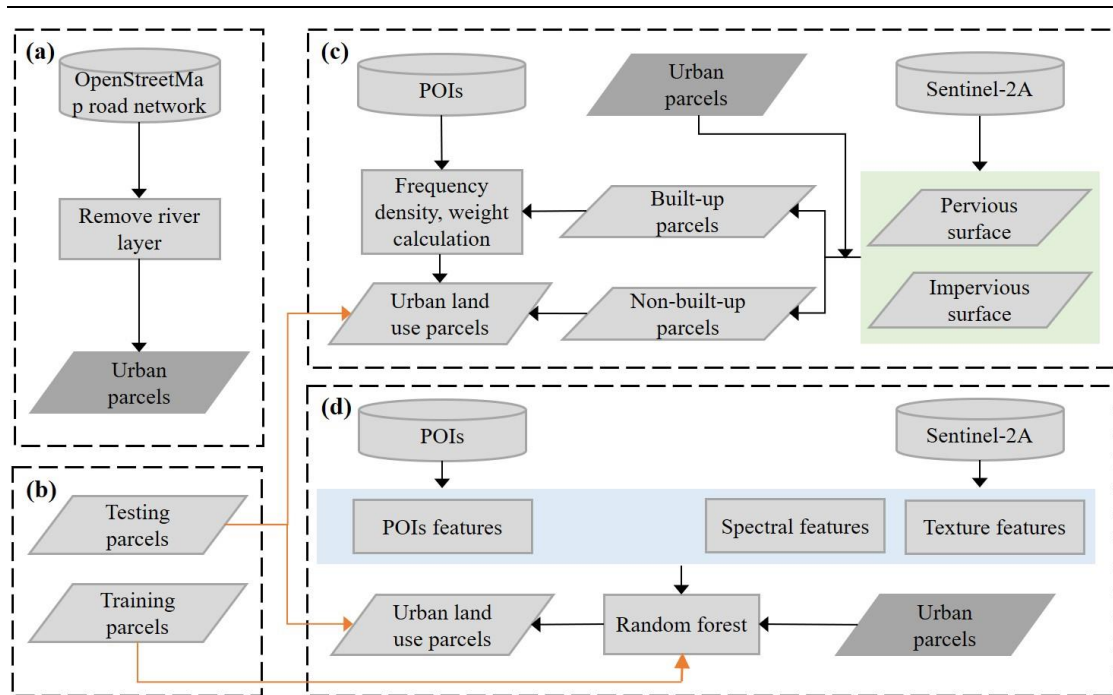 (a)
OpenStreetMa
p road network
Remove river
layer
Urban
parcels
(b)
Testing
parcels
Training
parcels
(c)
POIs
Urban
parcels
Sentinel-2A
Frequency
density, weight
calculation
Built-up
parcels
Pervious
surface
Urban land
use parcels
Non-built-up
parcels
Impervious
surface
(d)
POIs
Sentinel-2A
POIs features
Spectral features
Texture features
Urban land
use parcels
Random forest
Urban
parcels